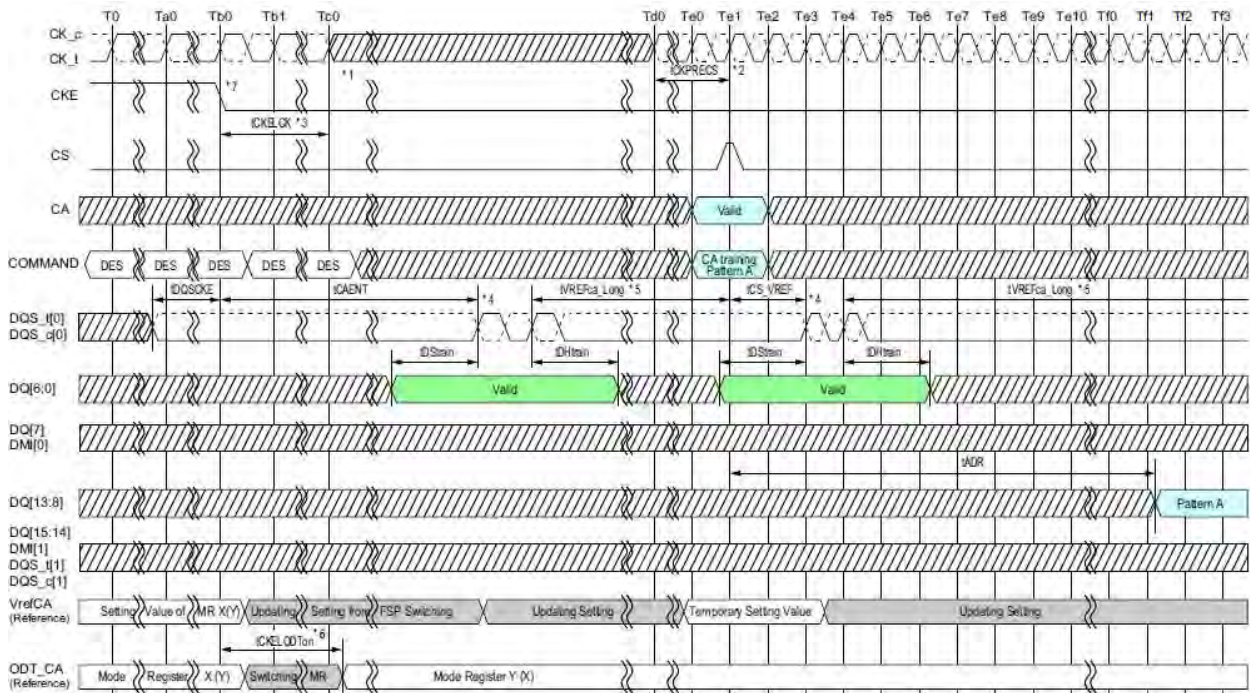 T0 Ta0 Tb0 Tb1 Tc0 Td0 Te0 Te1 Te2 Te3 Te4 Te5 Te6 Te7 Te8 Te9 Te10 Tf0 Tf1 Tf2 Tf3
CK_c
CK_t
*1
tCKPRECS *2
CKE
*7
tCKELCK *3
CS
CA
Valid
COMMAND
DES DES DES DES DES
CA training
Pattern A
tDQSCKE tCAENT *4 tVREFca_Long *5 tCS_VREF *4 tVREFca_Long *5
DQS_t[0]
DQS_c[0]
tDStrain tDHtrain tDStrain tDHtrain
DQ[6:0]
Valid Valid
DQ[7]
DMI[0]
tADR
DQ[13:8]
Pattern A
DQ[15:14]
DMI[1]
DQS_t[1]
DQS_c[1]
VrefCA
(Reference)
Setting Value of MR X(Y) Updating Setting from FSP Switching Updating Setting Temporary Setting Value Updating Setting
tCKELODTon *6
ODT_CA
(Reference)
Mode Register X (Y) Switching MR Mode Register Y (X)